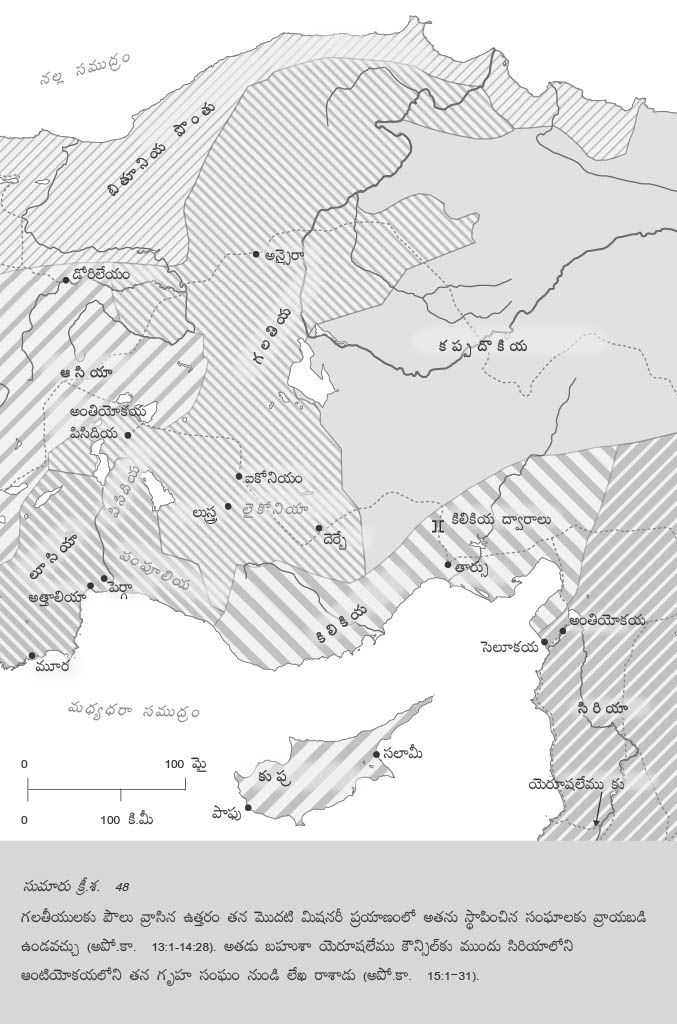 నల్ల సముద్రం
బితూనియ పొంతు
అన్సైరా
డోరిలేయం
గలతియ
కప్పదొకియ
ఆసియా
అంతియోకయ
పిసిదియ
పిసిదియ
ఐకోనియం
లుస్త్ర
లైకోనియా
దెర్బే
కిలికియ ద్వారాలు
తార్సు
లూసియా
పంఫూలియ
పెర్గా
అత్తాలియా
కిలికియ
అంతియోకయ
సెలూకయ
మూర
సిరియా
మధ్యధరా సముద్రం
సలామీ
కుప్ర
పాఫు
యెరూషలేము కు
0 100 మై
0 100 కి.మీ
సుమారు క్రీ.శ. 48
గలతీయులకు పౌలు వ్రాసిన ఉత్తరం తన మొదటి మిషనరీ ప్రయాణంలో అతను స్థాపించిన సంఘాలకు వ్రాయబడి
ఉండవచ్చు (అపో.కా. 13:1-14:28). అతడు బహుశా యెరూషలేము కౌన్సిల్‌కు ముందు సిరియాలోని
ఆంటియోకయలోని తన గృహ సంఘం నుండి లేఖ రాశాడు (అపో.కా. 15:1–31).